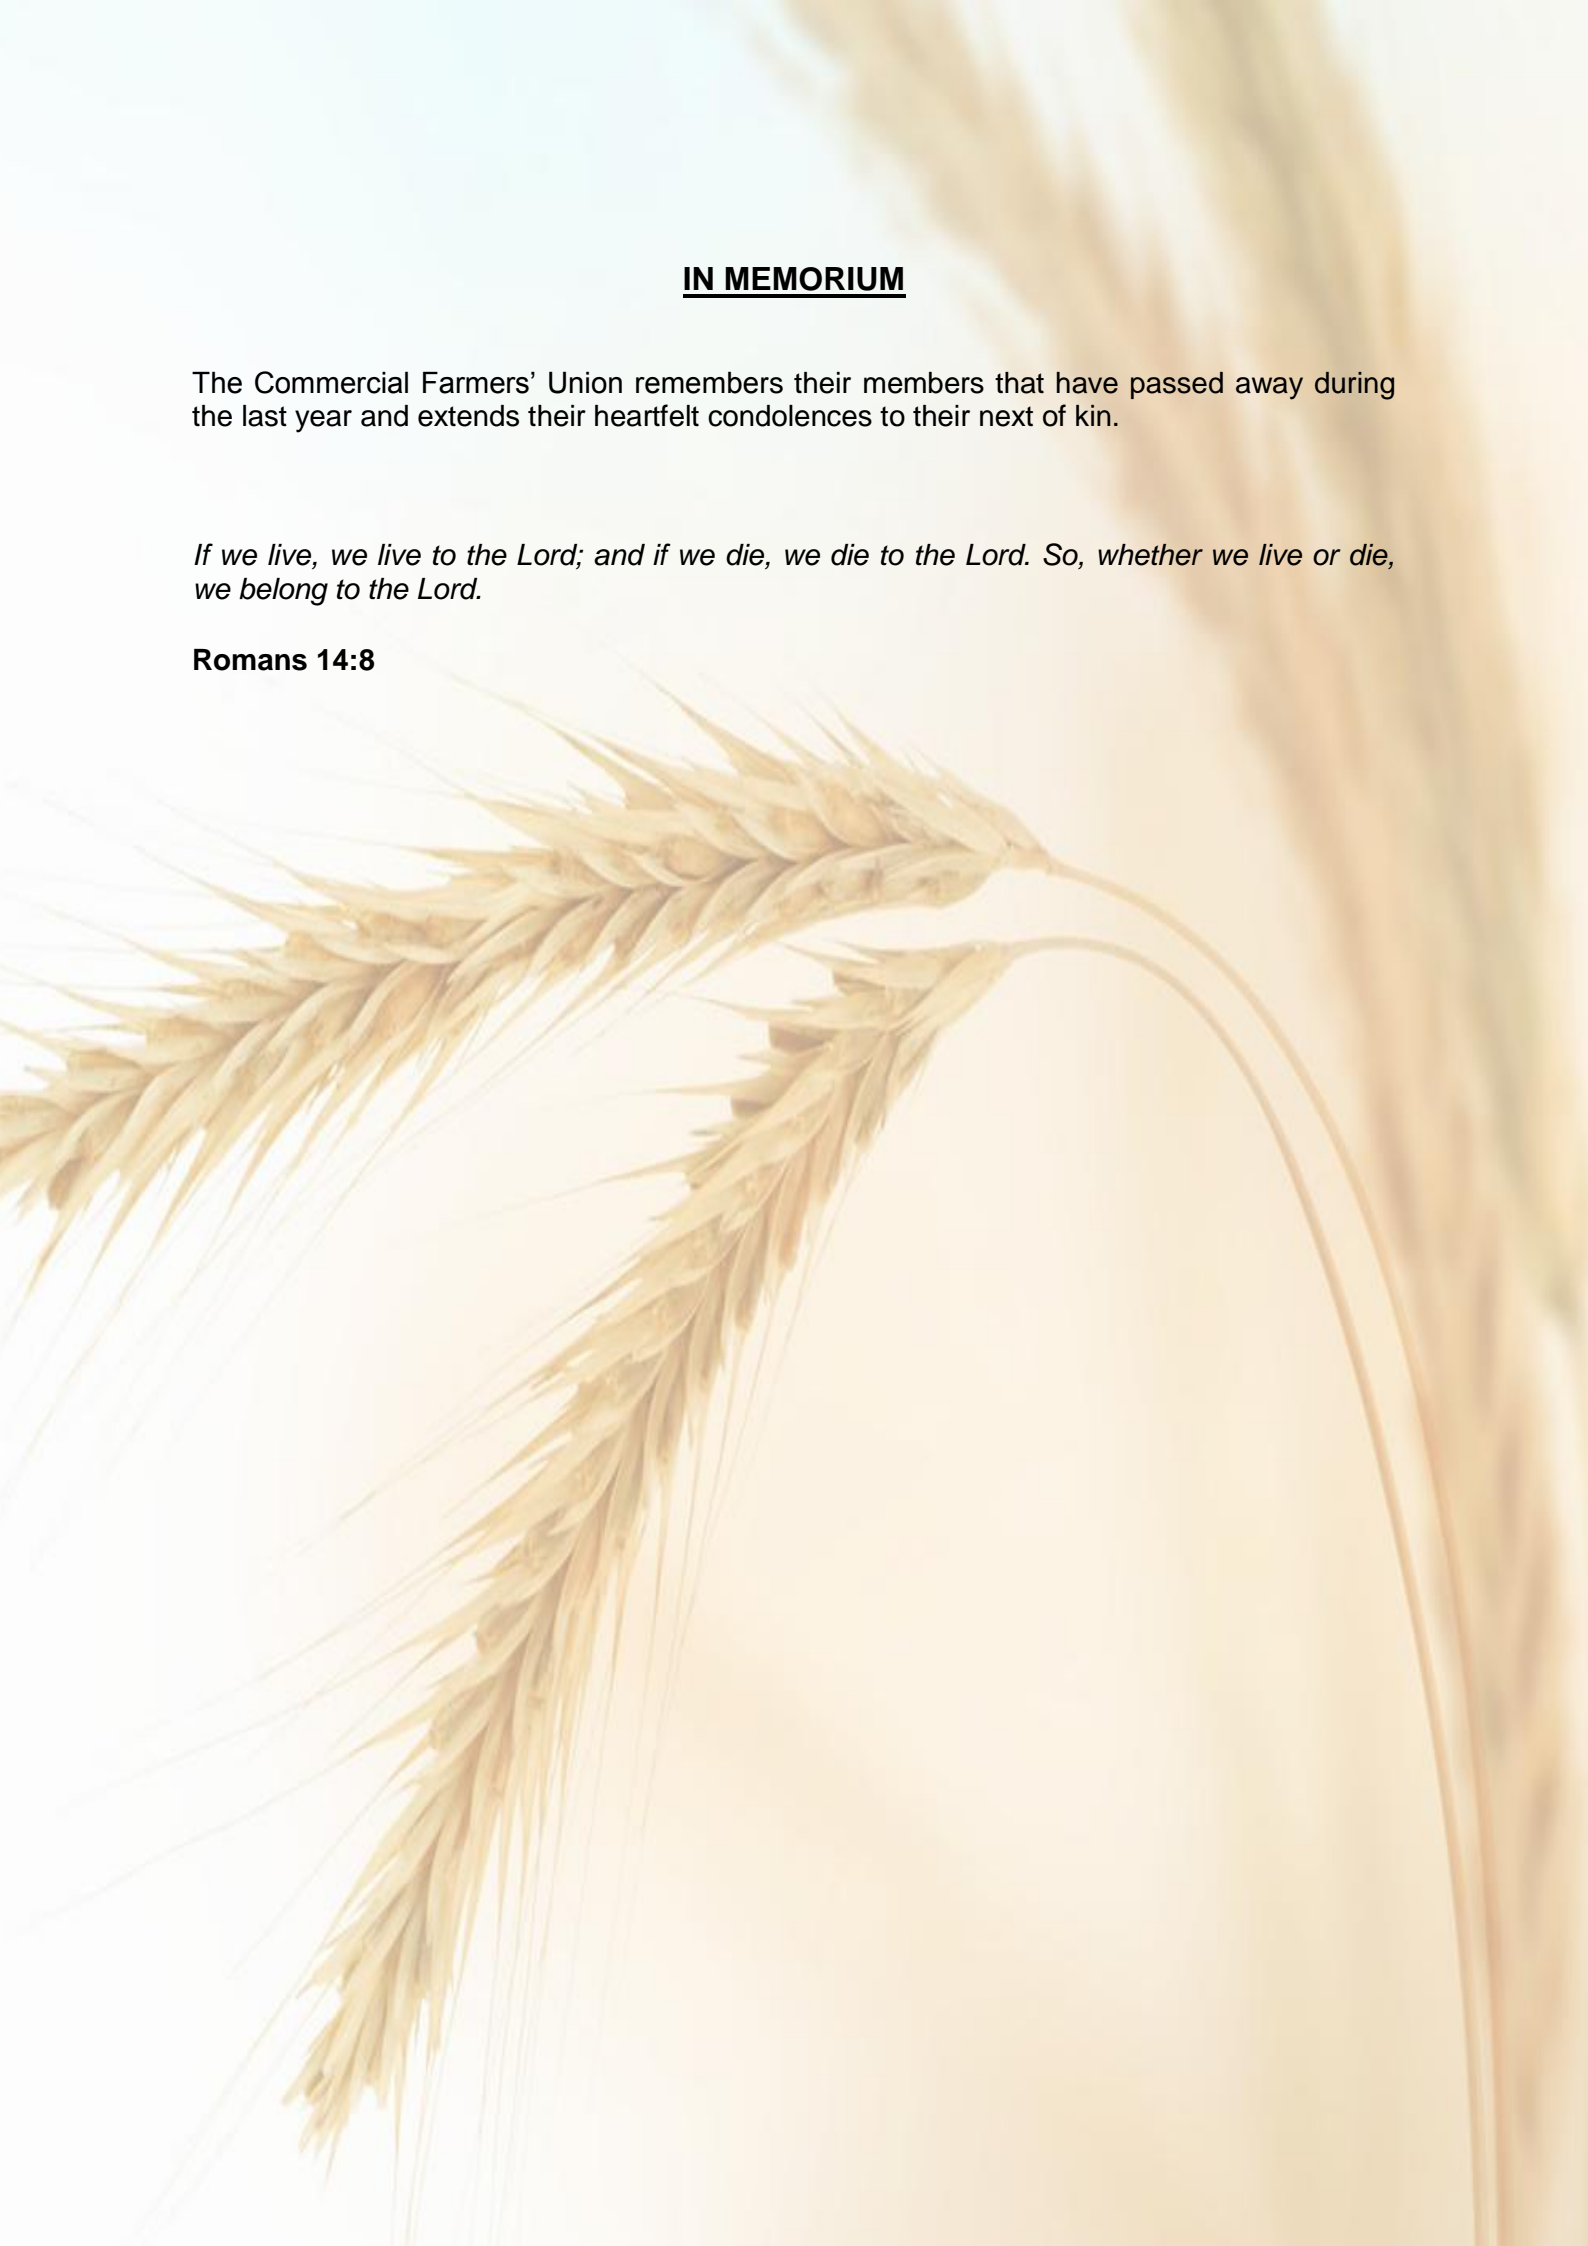 IN MEMORIUM
The Commercial Farmers’ Union remembers their members that have passed away during
the last year and extends their heartfelt condolences to their next of kin.
If we live, we live to the Lord; and if we die, we die to the Lord. So, whether we live or die,
we belong to the Lord.
Romans 14:8